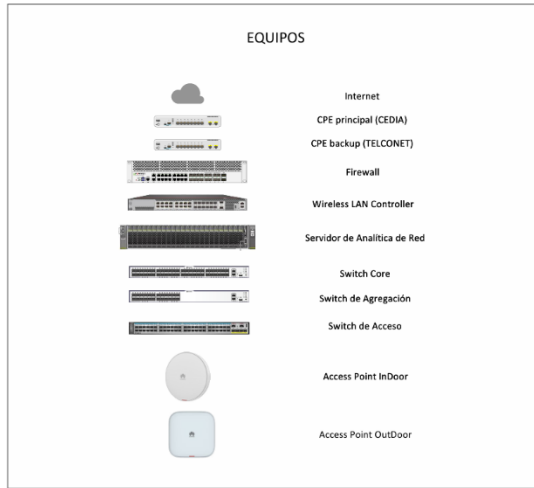 EQUIPOS
Internet
CPE principal (CEDIA)
CPE backup (TELCONET)
Firewall
Wireless LAN Controller
Servidor de Analítica de Red
Switch Core
Switch de Agregación
Switch de Acceso
Access Point InDoor
Access Point OutDoor